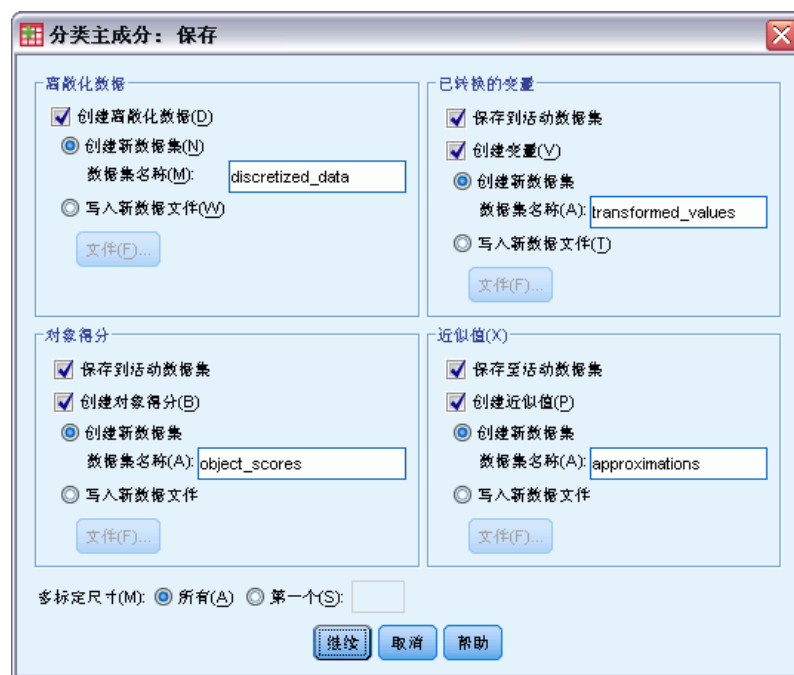 分类主成分：保存
离散化数据
创建离散化数据(D)
创建新数据集(N)
数据集名称(M):
discretized_data
写入新数据文件(W)
文件(F)...
已转换的变量
保存到活动数据集
创建变量(V)
创建新数据集
数据集名称(A):
transformed_values
写入新数据文件(T)
文件(F)...
对象得分
保存到活动数据集
创建对象得分(B)
创建新数据集
数据集名称(A):
object_scores
写入新数据文件
文件(F)...
近似值(X)
保存至活动数据集
创建近似值(P)
创建新数据集
数据集名称(A):
approximations
写入新数据文件
文件(F)...
多标定尺寸(M): 所有(A) 第一个(S):
继续 取消 帮助